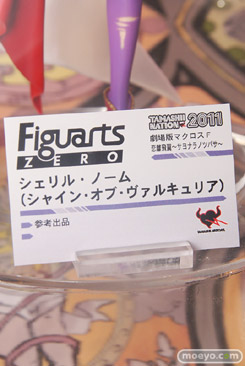 Figuarts
ZERO
TAMASHII NATION 2011
劇場版マクロスF
恋離飛翼〜サヨナラノツバサ〜
シェリル・ノーム
(シャイン・オブ・ヴァルキュリア)
参考出品
moeyo.com